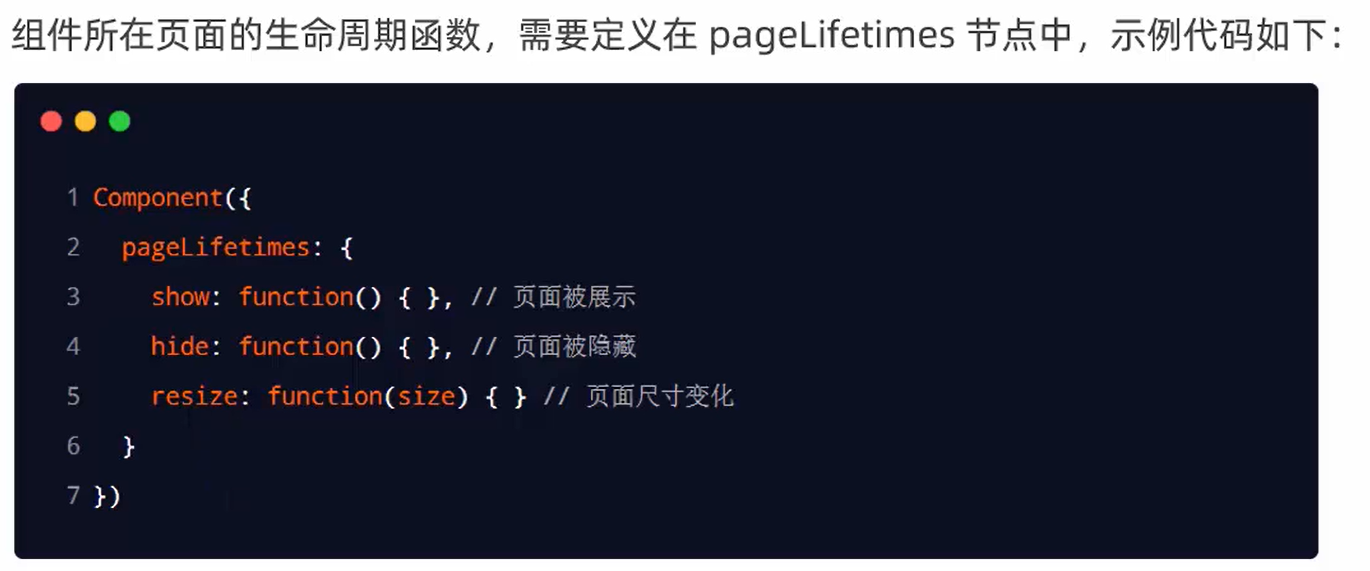 组件所在页面的生命周期函数，需要定义在 pageLifetimes 节点中，示例代码如下：
1 Component({
2 pageLifetimes: {
3 show: function() { }, // 页面被展示
4 hide: function() { }, // 页面被隐藏
5 resize: function(size) { } // 页面尺寸变化
6 }
7 })